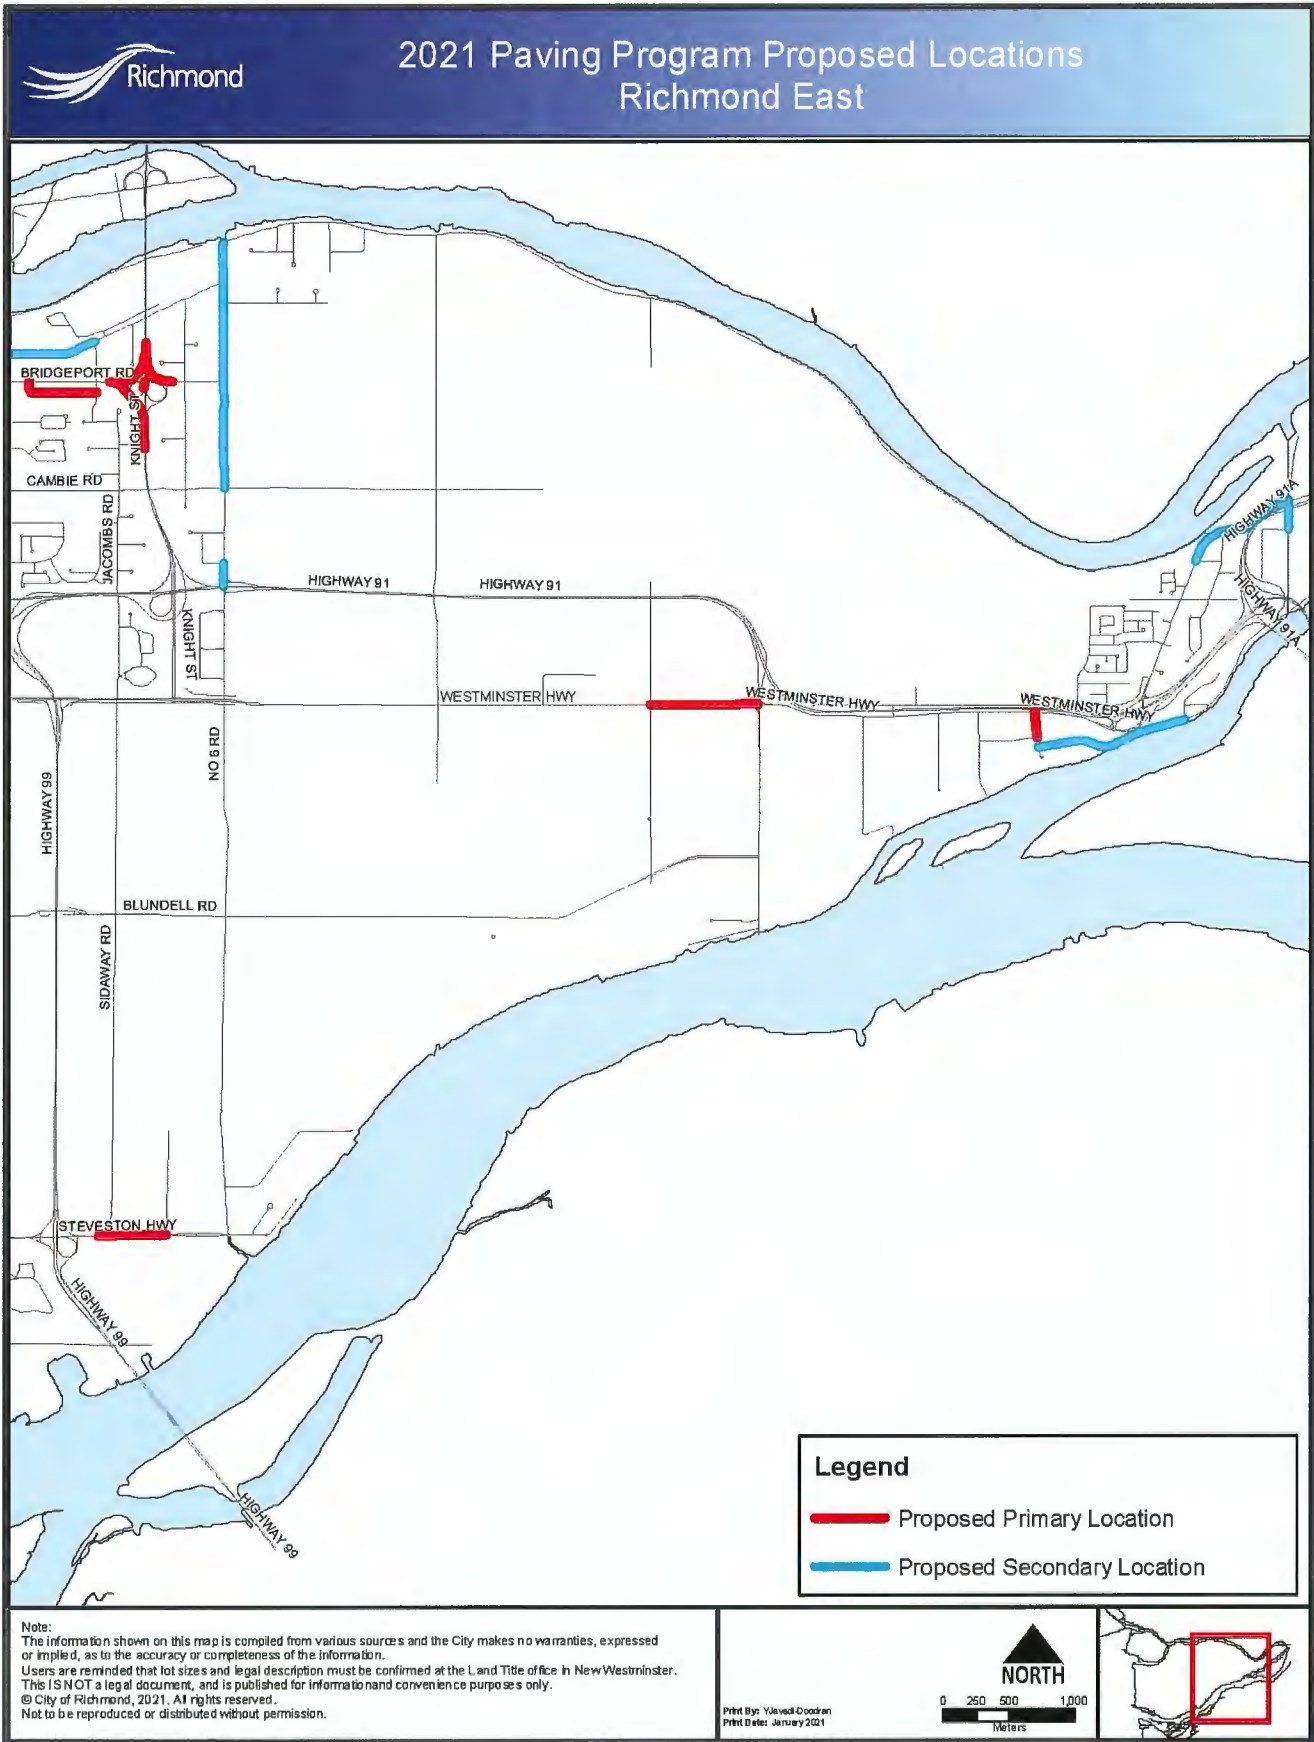 Richmond
2021 Paving Program Proposed Locations
Richmond East
BRIDGEPORT RD
KNIGHT ST
CAMBIE RD
JACOMBS RD
HIGHWAY 91
HIGHWAY 91
HIGHWAY 91A
HIGHWAY 91A
KNIGHT ST
WESTMINSTER HWY
WESTMINSTER HWY
WESTMINSTER HWY
NO 6 RD
HIGHWAY 99
BLUNDELL RD
SIDAWAY RD
STEVESTON HWY
HIGHWAY 99
HIGHWAY 99
Legend
Proposed Primary Location
Proposed Secondary Location
Note:
The information shown on this map is compiled from various sources and the City makes no warranties, expressed
or implied, as to the accuracy or completeness of the information.
Users are reminded that lot sizes and legal description must be confirmed at the Land Title office in New Westminster.
This IS NOT a legal document, and is published for information and convenience purposes only.
© City of Richmond, 2021. All rights reserved.
Not to be reproduced or distributed without permission.
Print By:
Print Date: January 2021
NORTH
0 250 500 1,000
Meters